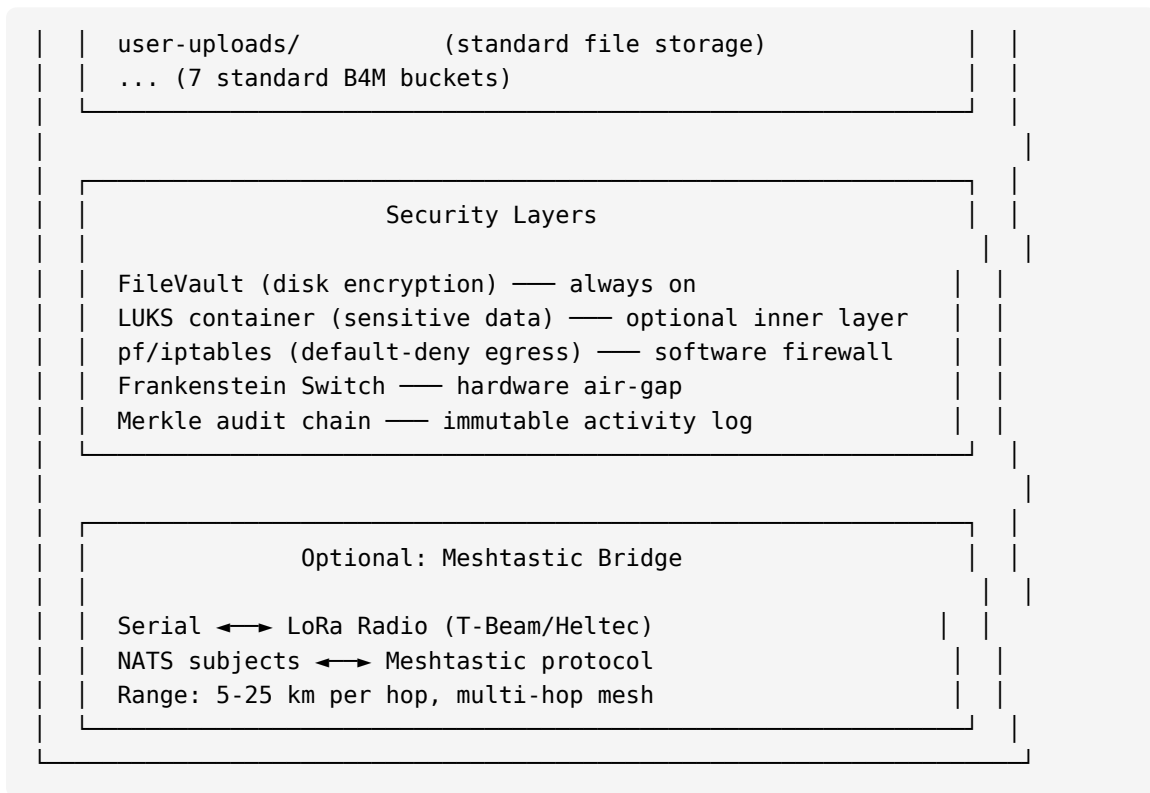 user-uploads/ (standard file storage)
... (7 standard B4M buckets)
Security Layers
FileVault (disk encryption) ─── always on
LUKS container (sensitive data) ─── optional inner layer
pf/iptables (default-deny egress) ─── software firewall
Frankenstein Switch ─── hardware air-gap
Merkle audit chain ─── immutable activity log
Optional: Meshtastic Bridge
Serial ◄─► LoRa Radio (T-Beam/Heltec)
NATS subjects ◄─► Meshtastic protocol
Range: 5-25 km per hop, multi-hop mesh